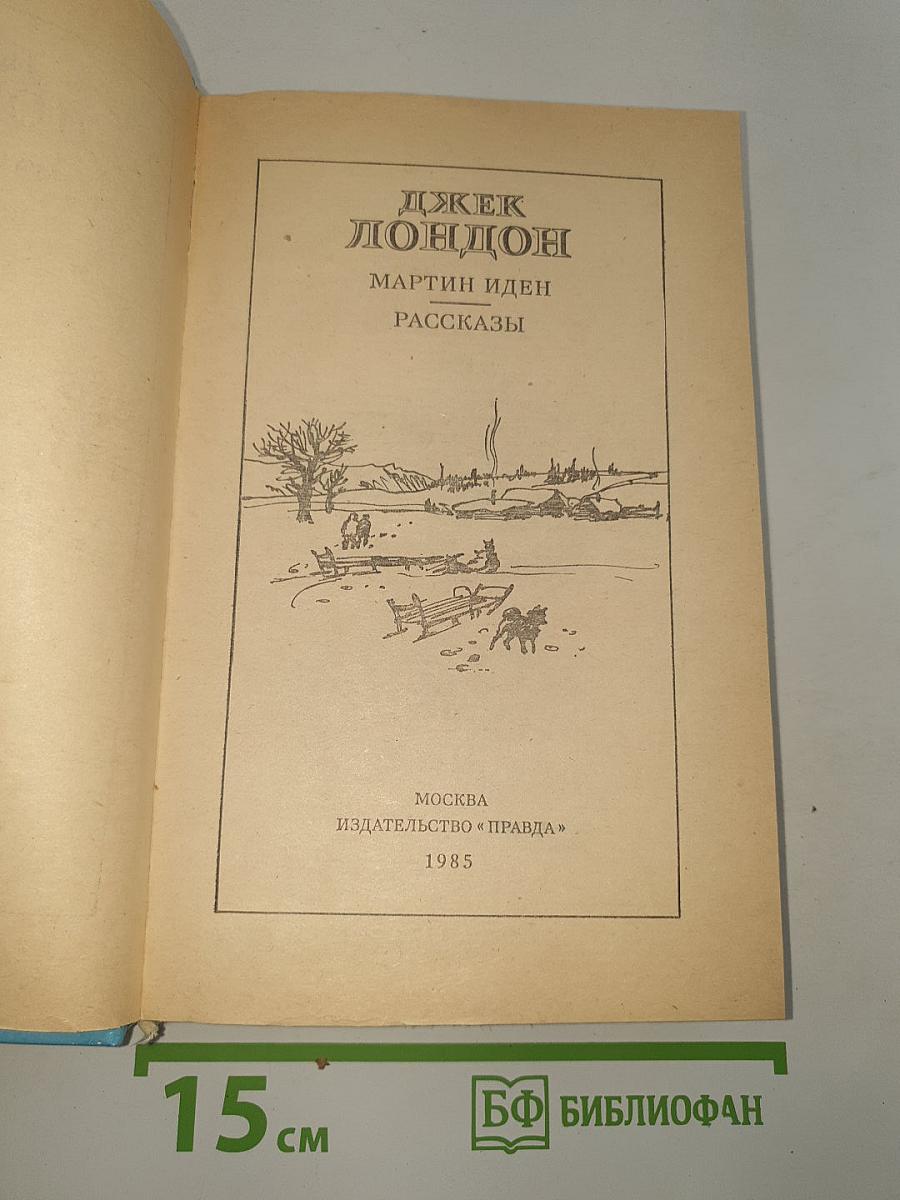 ДЖЕК
ЛОНДОН
МАРТИН ИДЕН
РАССКАЗЫ
МОСКВА
ИЗДАТЕЛЬСТВО «ПРАВДА»
1985
15 см
БФ БИБЛИОФАН